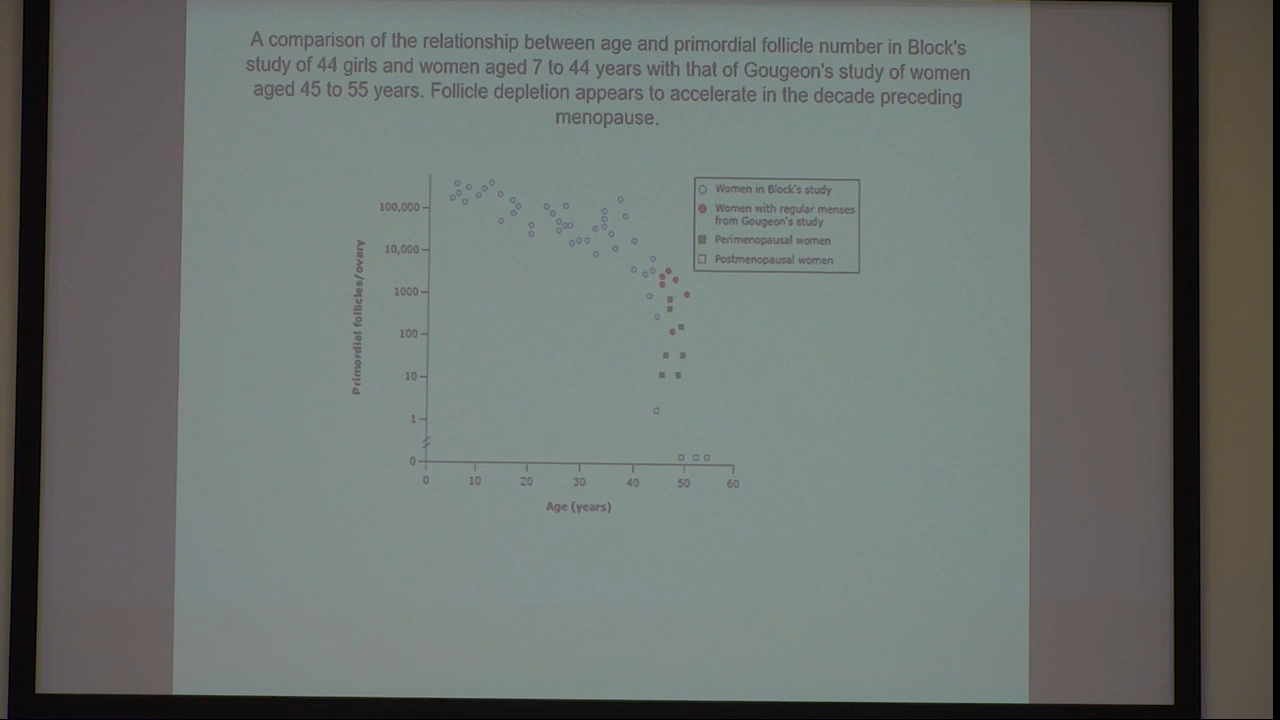 A comparison of the relationship between age and primordial follicle number in Block's
study of 44 girls and women aged 7 to 44 years with that of Gougeon's study of women
aged 45 to 55 years. Follicle depletion appears to accelerate in the decade preceding
menopause.
Women in Block's study
Women with regular menses
from Gougeon's study
Perimenopausal women
Postmenopausal women
Primordial follicles/ovary
100,000
10,000
1000
100
10
1
0
0 10 20 30 40 50 60
Age (years)